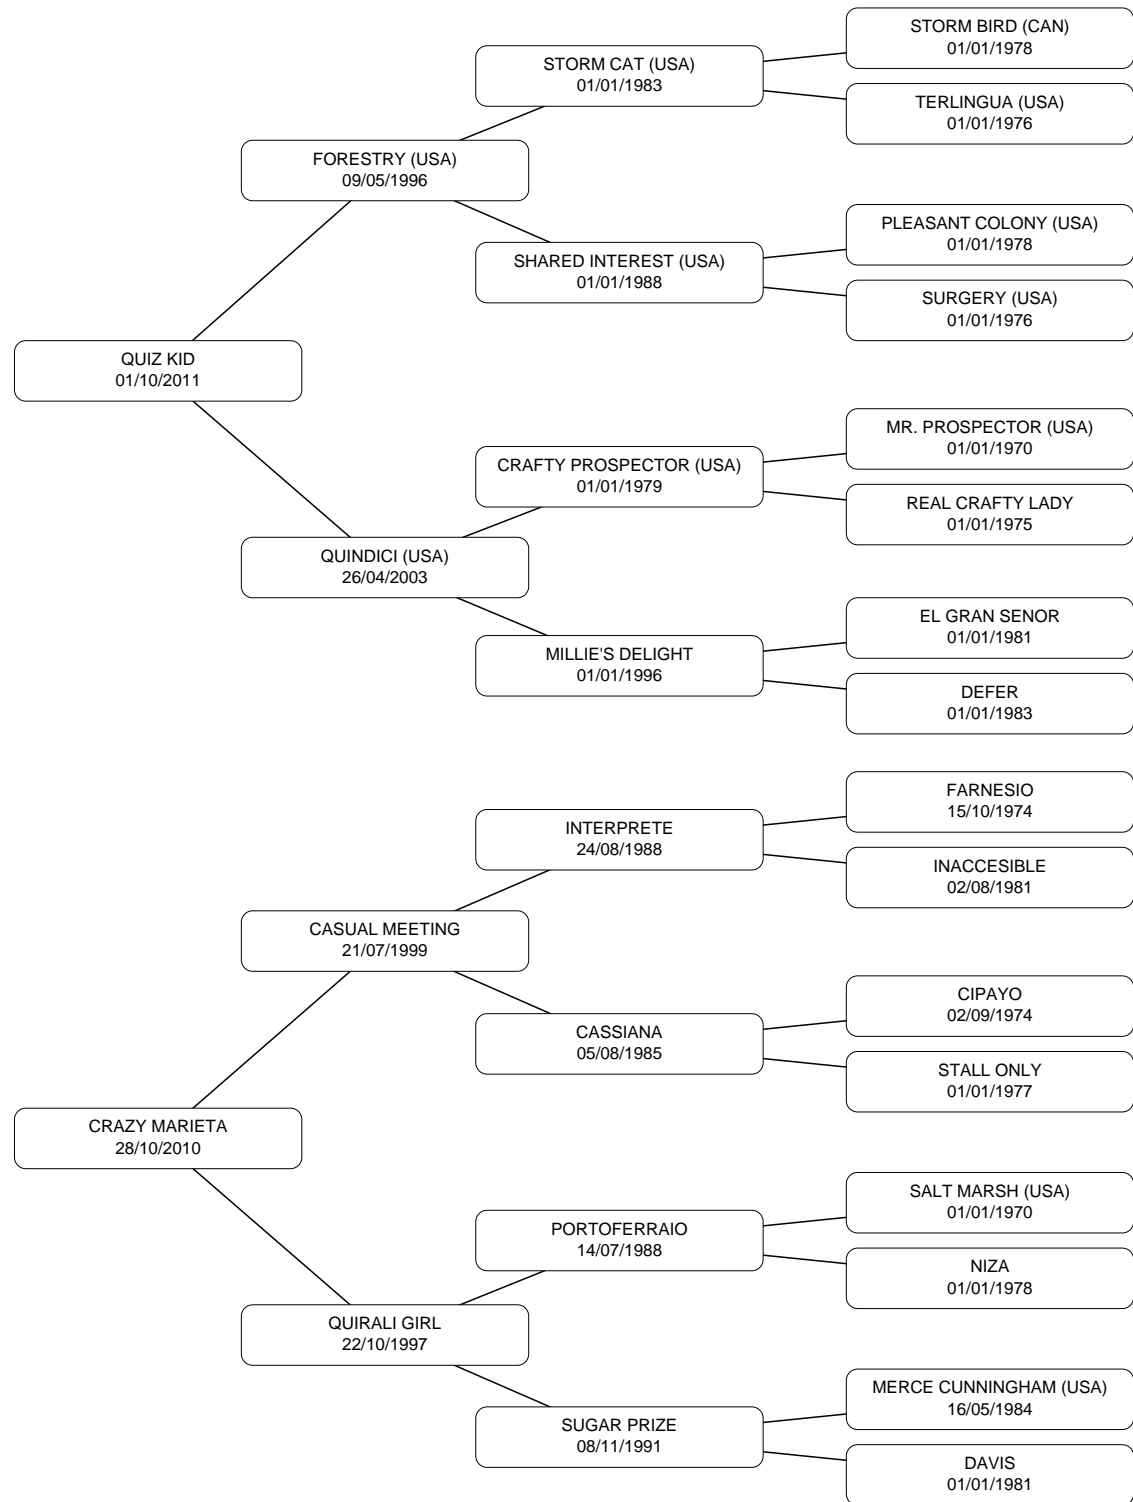 STORM BIRD (CAN)
01/01/1978
STORM CAT (USA)
01/01/1983
TERLINGUA (USA)
01/01/1976
FORESTRY (USA)
09/05/1996
PLEASANT COLONY (USA)
01/01/1978
SHARED INTEREST (USA)
01/01/1988
SURGERY (USA)
01/01/1976
QUIZ KID
01/10/2011
MR. PROSPECTOR (USA)
01/01/1970
CRAFTY PROSPECTOR (USA)
01/01/1979
REAL CRAFTY LADY
01/01/1975
QUINDICI (USA)
26/04/2003
EL GRAN SENOR
01/01/1981
MILLIE'S DELIGHT
01/01/1996
DEFER
01/01/1983
FARNESIO
15/10/1974
INTERPRETE
24/08/1988
INACCESIBLE
02/08/1981
CASUAL MEETING
21/07/1999
CIPAYO
02/09/1974
CASSIANA
05/08/1985
STALL ONLY
01/01/1977
CRAZY MARIETA
28/10/2010
SALT MARSH (USA)
01/01/1970
PORTOFERRAIO
14/07/1988
NIZA
01/01/1978
QUIRALI GIRL
22/10/1997
MERCE CUNNINGHAM (USA)
16/05/1984
SUGAR PRIZE
08/11/1991
DAVIS
01/01/1981